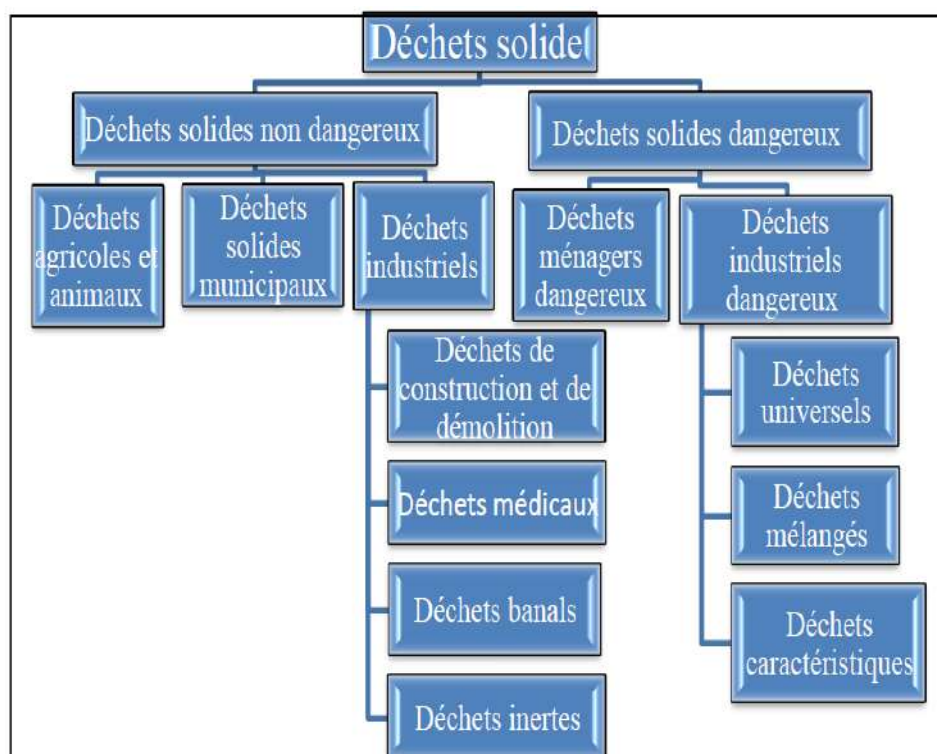 Déchets solide
Déchets solides non dangereux
Déchets solides dangereux
Déchets
agricoles et
animaux
Déchets
solides
municipaux
Déchets
industriels
Déchets
ménagers
dangereux
Déchets
industriels
dangereux
Déchets de
construction et de
démolition
Déchets médicaux
Déchets banals
Déchets inertes
Déchets
universels
Déchets
mélangés
Déchets
caractéristiques